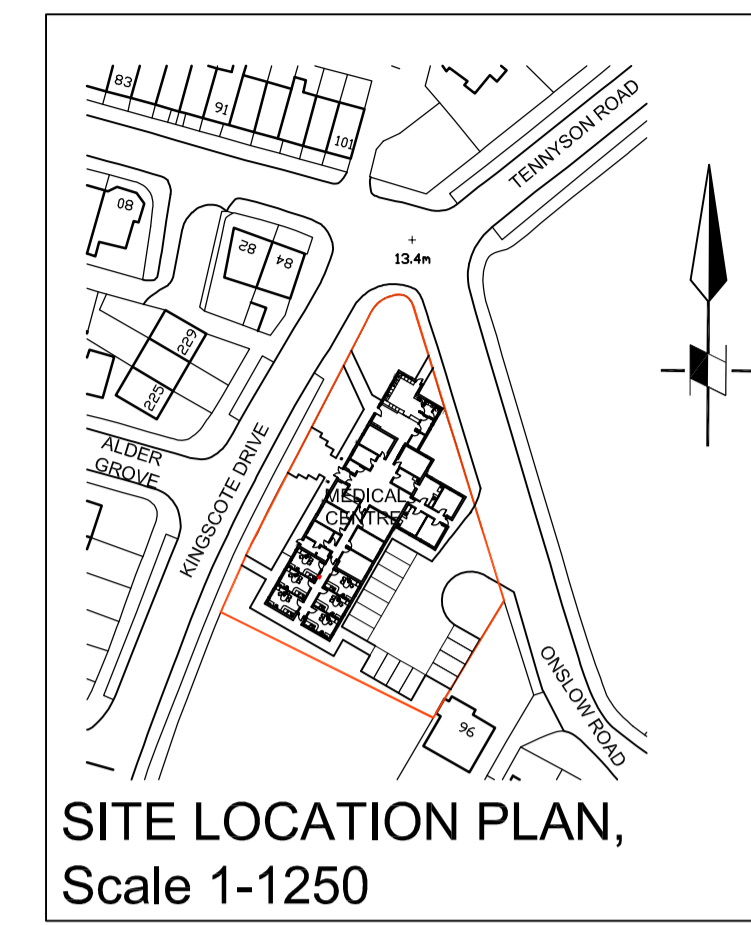 83
91
101
TENNYSON ROAD
80
82
84
13.4m
229
225
ALDER
GROVE
KINGSCOTE DRIVE
MEDICAL
CENTRE
ONSLOW ROAD
96
SITE LOCATION PLAN,
Scale 1-1250